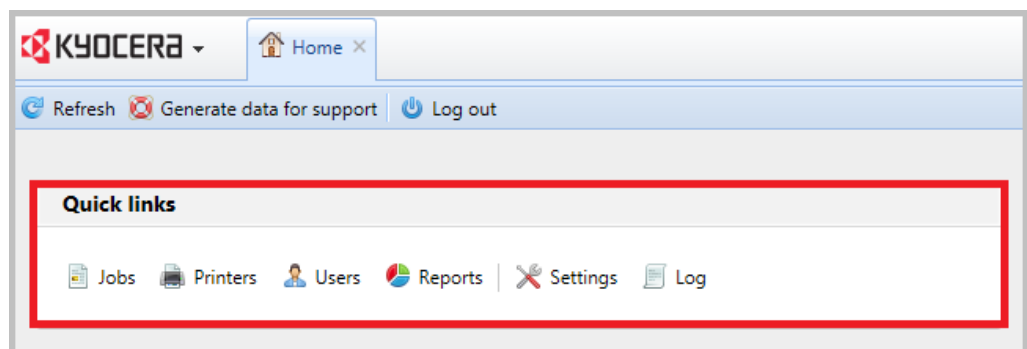 KYOCERA Home
Refresh Generate data for support Log out
Quick links
Jobs Printers Users Reports Settings Log